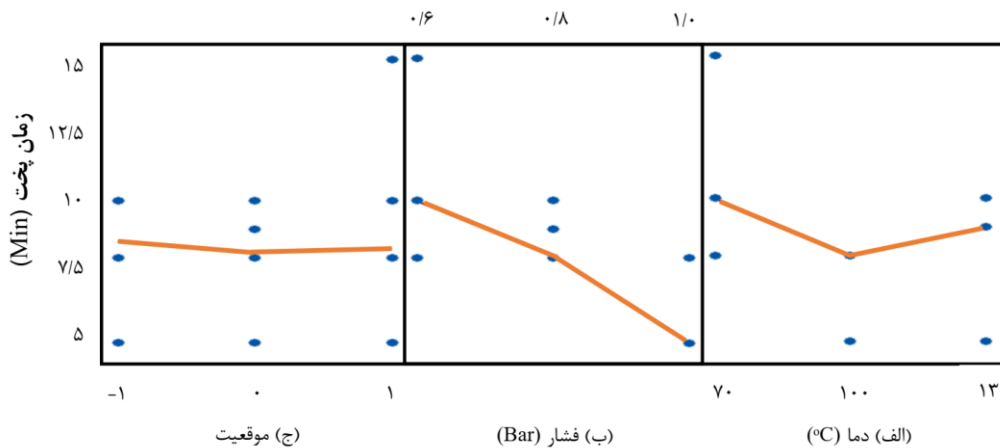 ۰/۶ ۰/۸ ۱/۰
زمان پخت (Min)
۱۵
۱۲/۵
۱۰
۷/۵
۵
-۱ ۰ ۱ ۷۰ ۱۰۰ ۱۳
(الف) دما (°C)
(ب) فشار (Bar)
(ج) موقعیت